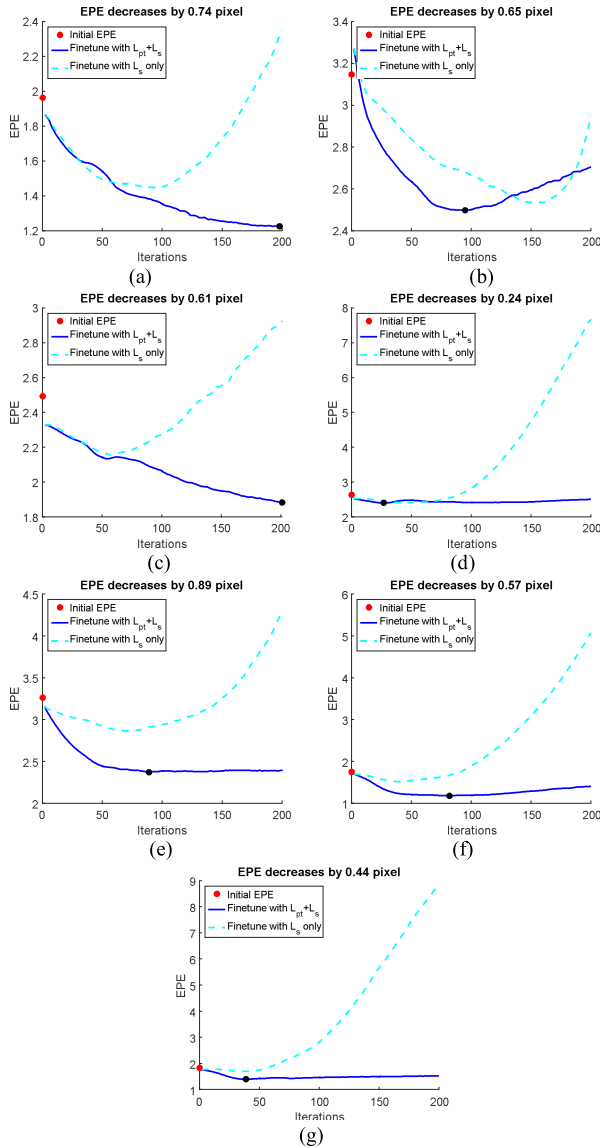 EPE decreases by 0.74 pixel
2.4
2.2
2
1.8
1.6
1.4
1.2
EPE
Initial EPE
Finetune with Lpt+Ls
Finetune with Ls only
0 50 100 150 200
Iterations
(a)
EPE decreases by 0.65 pixel
3.4
3.2
3
2.8
2.6
2.4
EPE
Initial EPE
Finetune with Lpt+Ls
Finetune with Ls only
0 50 100 150 200
Iterations
(b)
EPE decreases by 0.61 pixel
3
2.8
2.6
2.4
2.2
2
1.8
EPE
Initial EPE
Finetune with Lpt+Ls
Finetune with Ls only
0 50 100 150 200
Iterations
(c)
EPE decreases by 0.24 pixel
8
7
6
5
4
3
2
EPE
Initial EPE
Finetune with Lpt+Ls
Finetune with Ls only
0 50 100 150 200
Iterations
(d)
EPE decreases by 0.89 pixel
4.5
4
3.5
3
2.5
2
EPE
Initial EPE
Finetune with Lpt+Ls
Finetune with Ls only
0 50 100 150 200
Iterations
(e)
EPE decreases by 0.57 pixel
6
5
4
3
2
1
EPE
Initial EPE
Finetune with Lpt+Ls
Finetune with Ls only
0 50 100 150 200
Iterations
(f)
EPE decreases by 0.44 pixel
9
8
7
6
5
4
3
2
1
EPE
Initial EPE
Finetune with Lpt+Ls
Finetune with Ls only
0 50 100 150 200
Iterations
(g)